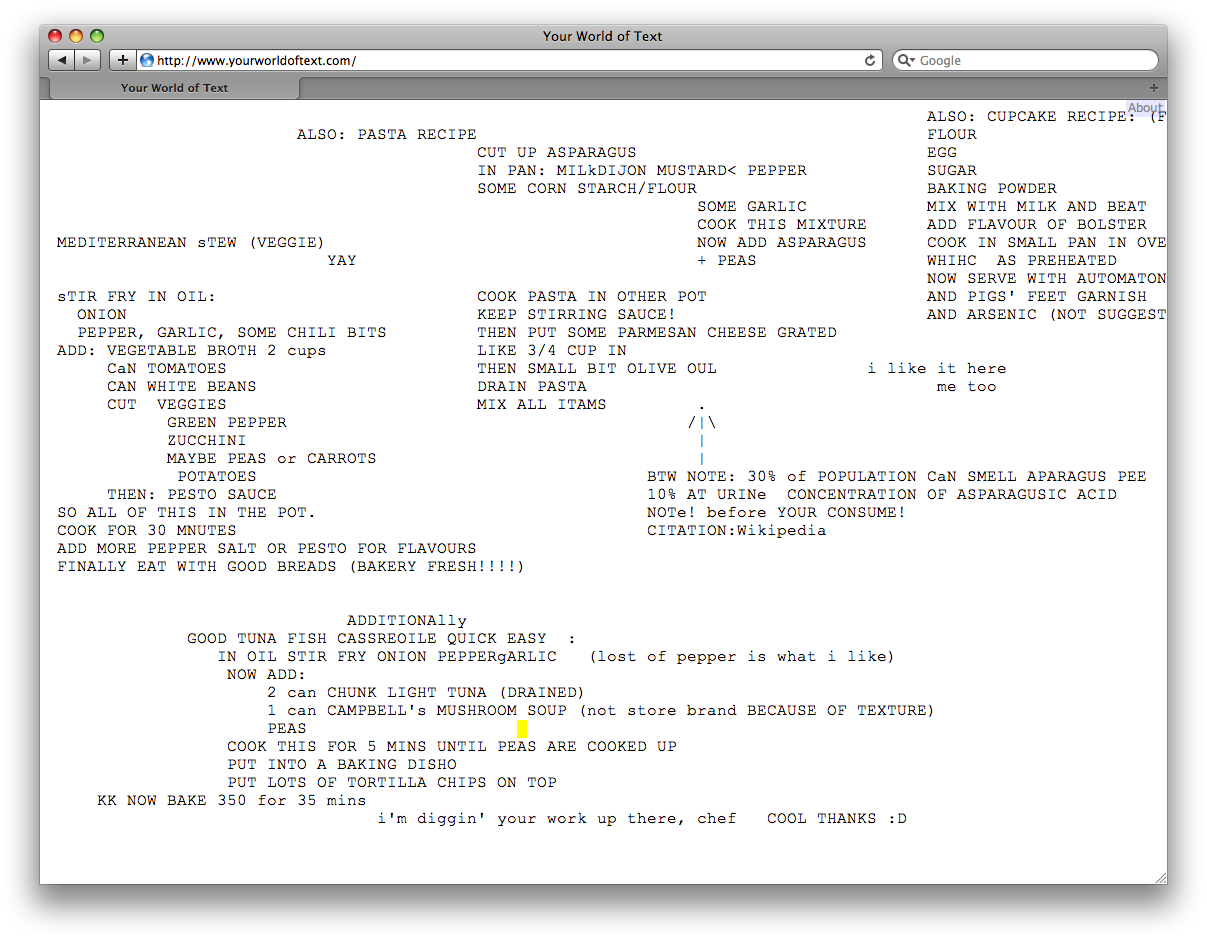 Your World of Text
http://www.yourworldoftext.com/
Google
Your World of Text
About
ALSO: PASTA RECIPE
CUT UP ASPARAGUS
IN PAN: MILkDIJON MUSTARD< PEPPER
SOME CORN STARCH/FLOUR
SOME GARLIC
COOK THIS MIXTURE
NOW ADD ASPARAGUS
+ PEAS
COOK PASTA IN OTHER POT
KEEP STIRRING SAUCE!
THEN PUT SOME PARMESAN CHEESE GRATED
LIKE 3/4 CUP IN
THEN SMALL BIT OLIVE OUL
DRAIN PASTA
MIX ALL ITAMS
.
/|\
|
|
BTW NOTE: 30% of POPULATION CaN SMELL APARAGUS PEE
10% AT URINe CONCENTRATION OF ASPARAGUSIC ACID
NOTe! before YOUR CONSUME!
CITATION:Wikipedia
ALSO: CUPCAKE RECIPE: (F
FLOUR
EGG
SUGAR
BAKING POWDER
MIX WITH MILK AND BEAT
ADD FLAVOUR OF BOLSTER
COOK IN SMALL PAN IN OVE
WHIHC AS PREHEATED
NOW SERVE WITH AUTOMATON
AND PIGS' FEET GARNISH
AND ARSENIC (NOT SUGGEST
i like it here
me too
MEDITERRANEAN sTEW (VEGGIE)
YAY
sTIR FRY IN OIL:
ONION
PEPPER, GARLIC, SOME CHILI BITS
ADD: VEGETABLE BROTH 2 cups
CaN TOMATOES
CAN WHITE BEANS
CUT VEGGIES
GREEN PEPPER
ZUCCHINI
MAYBE PEAS or CARROTS
POTATOES
THEN: PESTO SAUCE
SO ALL OF THIS IN THE POT.
COOK FOR 30 MNUTES
ADD MORE PEPPER SALT OR PESTO FOR FLAVOURS
FINALLY EAT WITH GOOD BREADS (BAKERY FRESH!!!!)
ADDITIONAlly
GOOD TUNA FISH CASSREOILE QUICK EASY :
IN OIL STIR FRY ONION PEPPERgARLIC (lost of pepper is what i like)
NOW ADD:
2 can CHUNK LIGHT TUNA (DRAINED)
1 can CAMPBELL's MUSHROOM SOUP (not store brand BECAUSE OF TEXTURE)
PEAS
COOK THIS FOR 5 MINS UNTIL PEAS ARE COOKED UP
PUT INTO A BAKING DISHO
PUT LOTS OF TORTILLA CHIPS ON TOP
KK NOW BAKE 350 for 35 mins
i'm diggin' your work up there, chef COOL THANKS :D